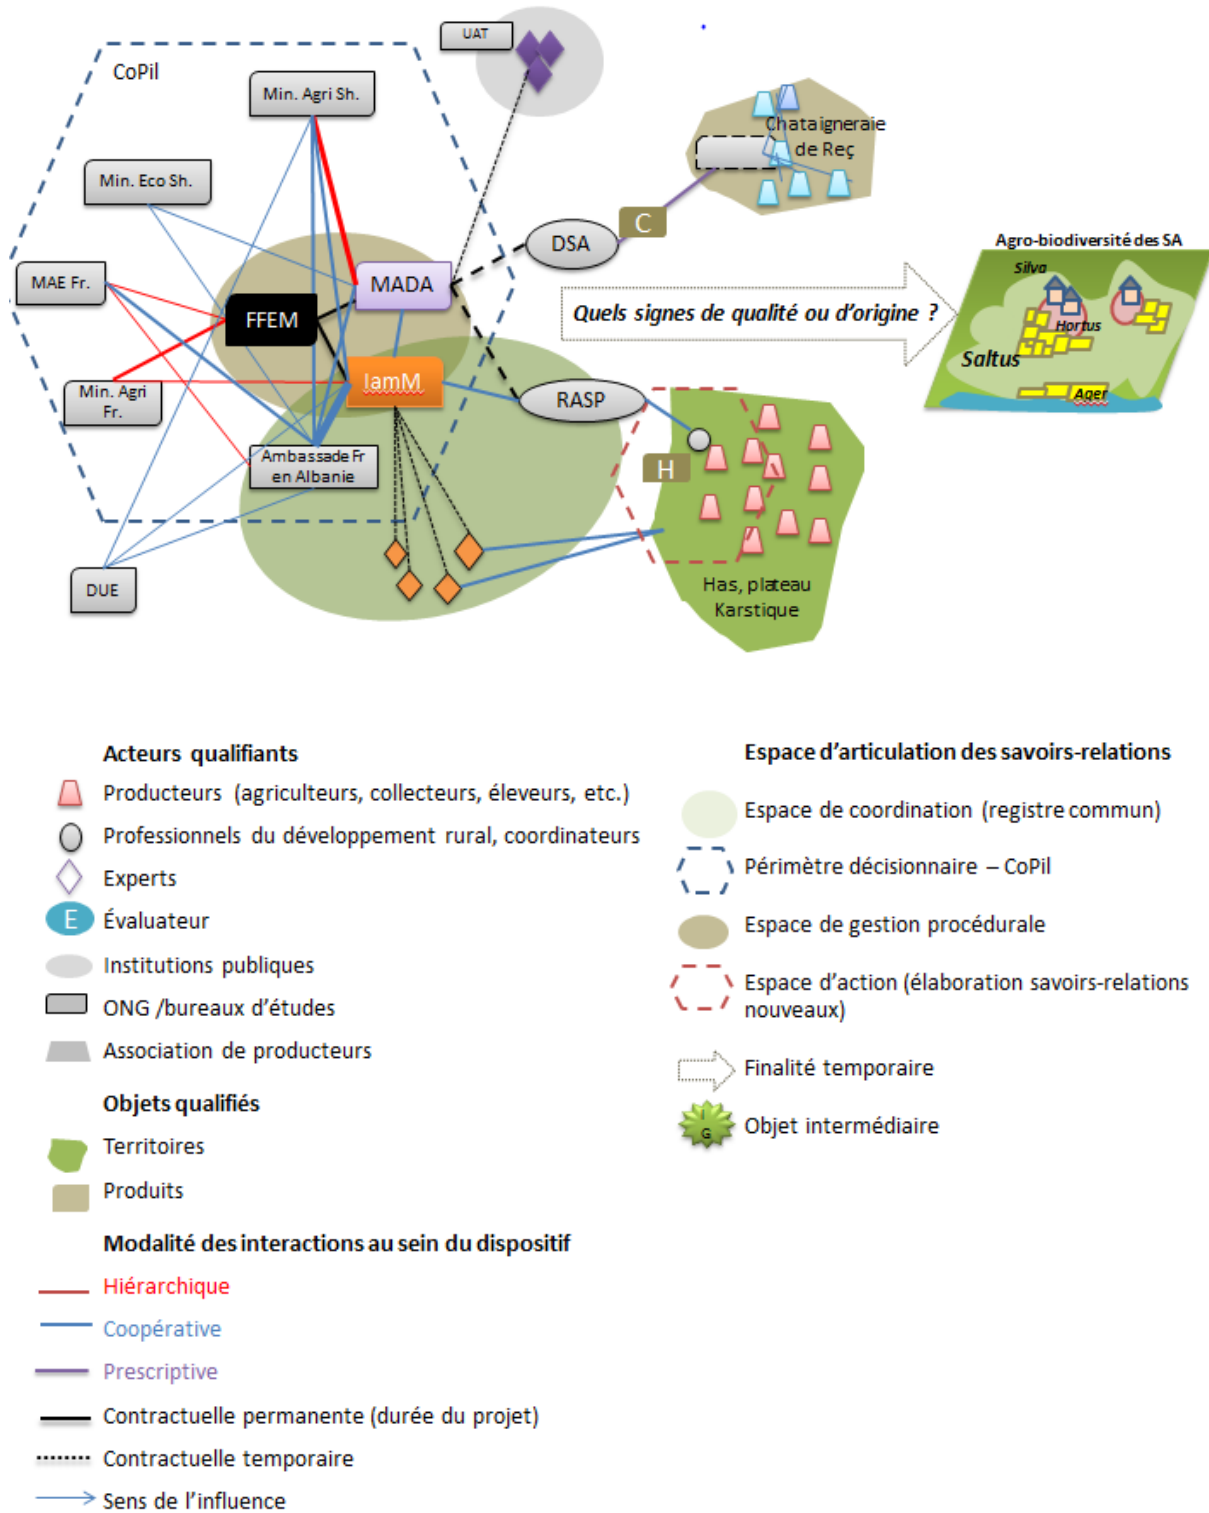 UAT
CoPil
Min. Agri Sh.
Chataigneraie
de Reç
Min. Eco Sh.
C
DSA
Agro-biodiversité des SA
Silva
MAE Fr.
MADA
FFEM
Quels signes de qualité ou d'origine ?
Hortus
Saltus
IamM
Min. Agri
Fr.
RASP
Ager
Ambassade Fr
en Albanie
H
DUE
Has, plateau
Karstique
Acteurs qualifiants
Producteurs (agriculteurs, collecteurs, éleveurs, etc.)
Professionnels du développement rural, coordinateurs
Experts
E
Évaluateur
Institutions publiques
ONG /bureaux d'études
Association de producteurs
Objets qualifiés
Territoires
Produits
Modalité des interactions au sein du dispositif
Hiérarchique
Coopérative
Prescriptive
Contractuelle permanente (durée du projet)
Contractuelle temporaire
Sens de l'influence
Espace d'articulation des savoirs-relations
Espace de coordination (registre commun)
Périmètre décisionnaire – CoPil
Espace de gestion procédurale
Espace d'action (élaboration savoirs-relations
nouveaux)
Finalité temporaire
I
G
Objet intermédiaire